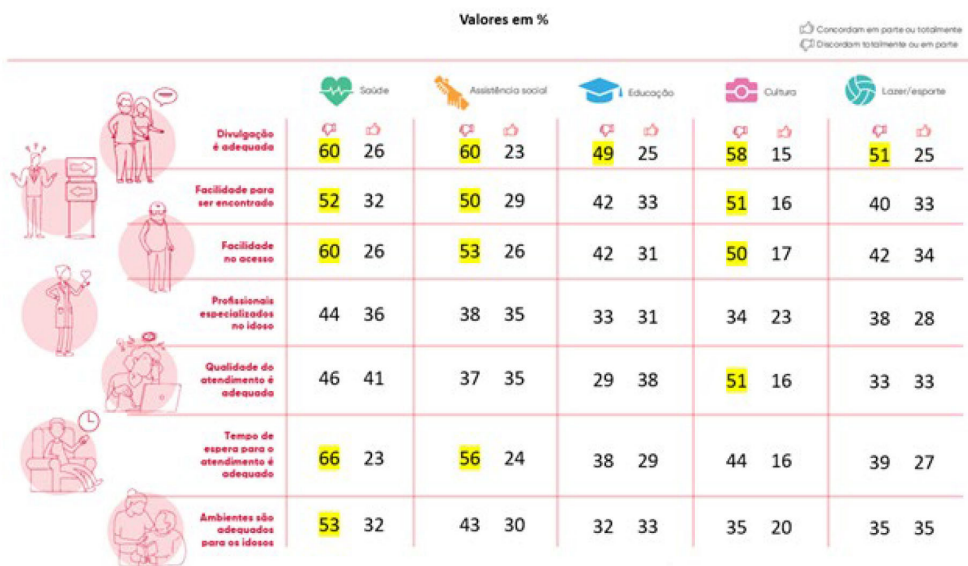 Valores em %
Concordam em parte ou totalmente
Discordam totalmente ou em parte
Saúde Assistência social Educação Cultura Lazer/esporte
Divulgação
é adequada
60 26 60 23 49 25 58 15 51 25
Facilidade para
ser encontrado
52 32 50 29 42 33 51 16 40 33
Facilidade
no acesso
60 26 53 26 42 31 50 17 42 34
Profissionais
especializados
no idoso
44 36 38 35 33 31 34 23 38 28
Qualidade do
atendimento é
adequada
46 41 37 35 29 38 51 16 33 33
Tempo de
espera para o
atendimento é
adequado
66 23 56 24 38 29 44 16 39 27
Ambientes são
adequados
para os idosos
53 32 43 30 32 33 35 20 35 35